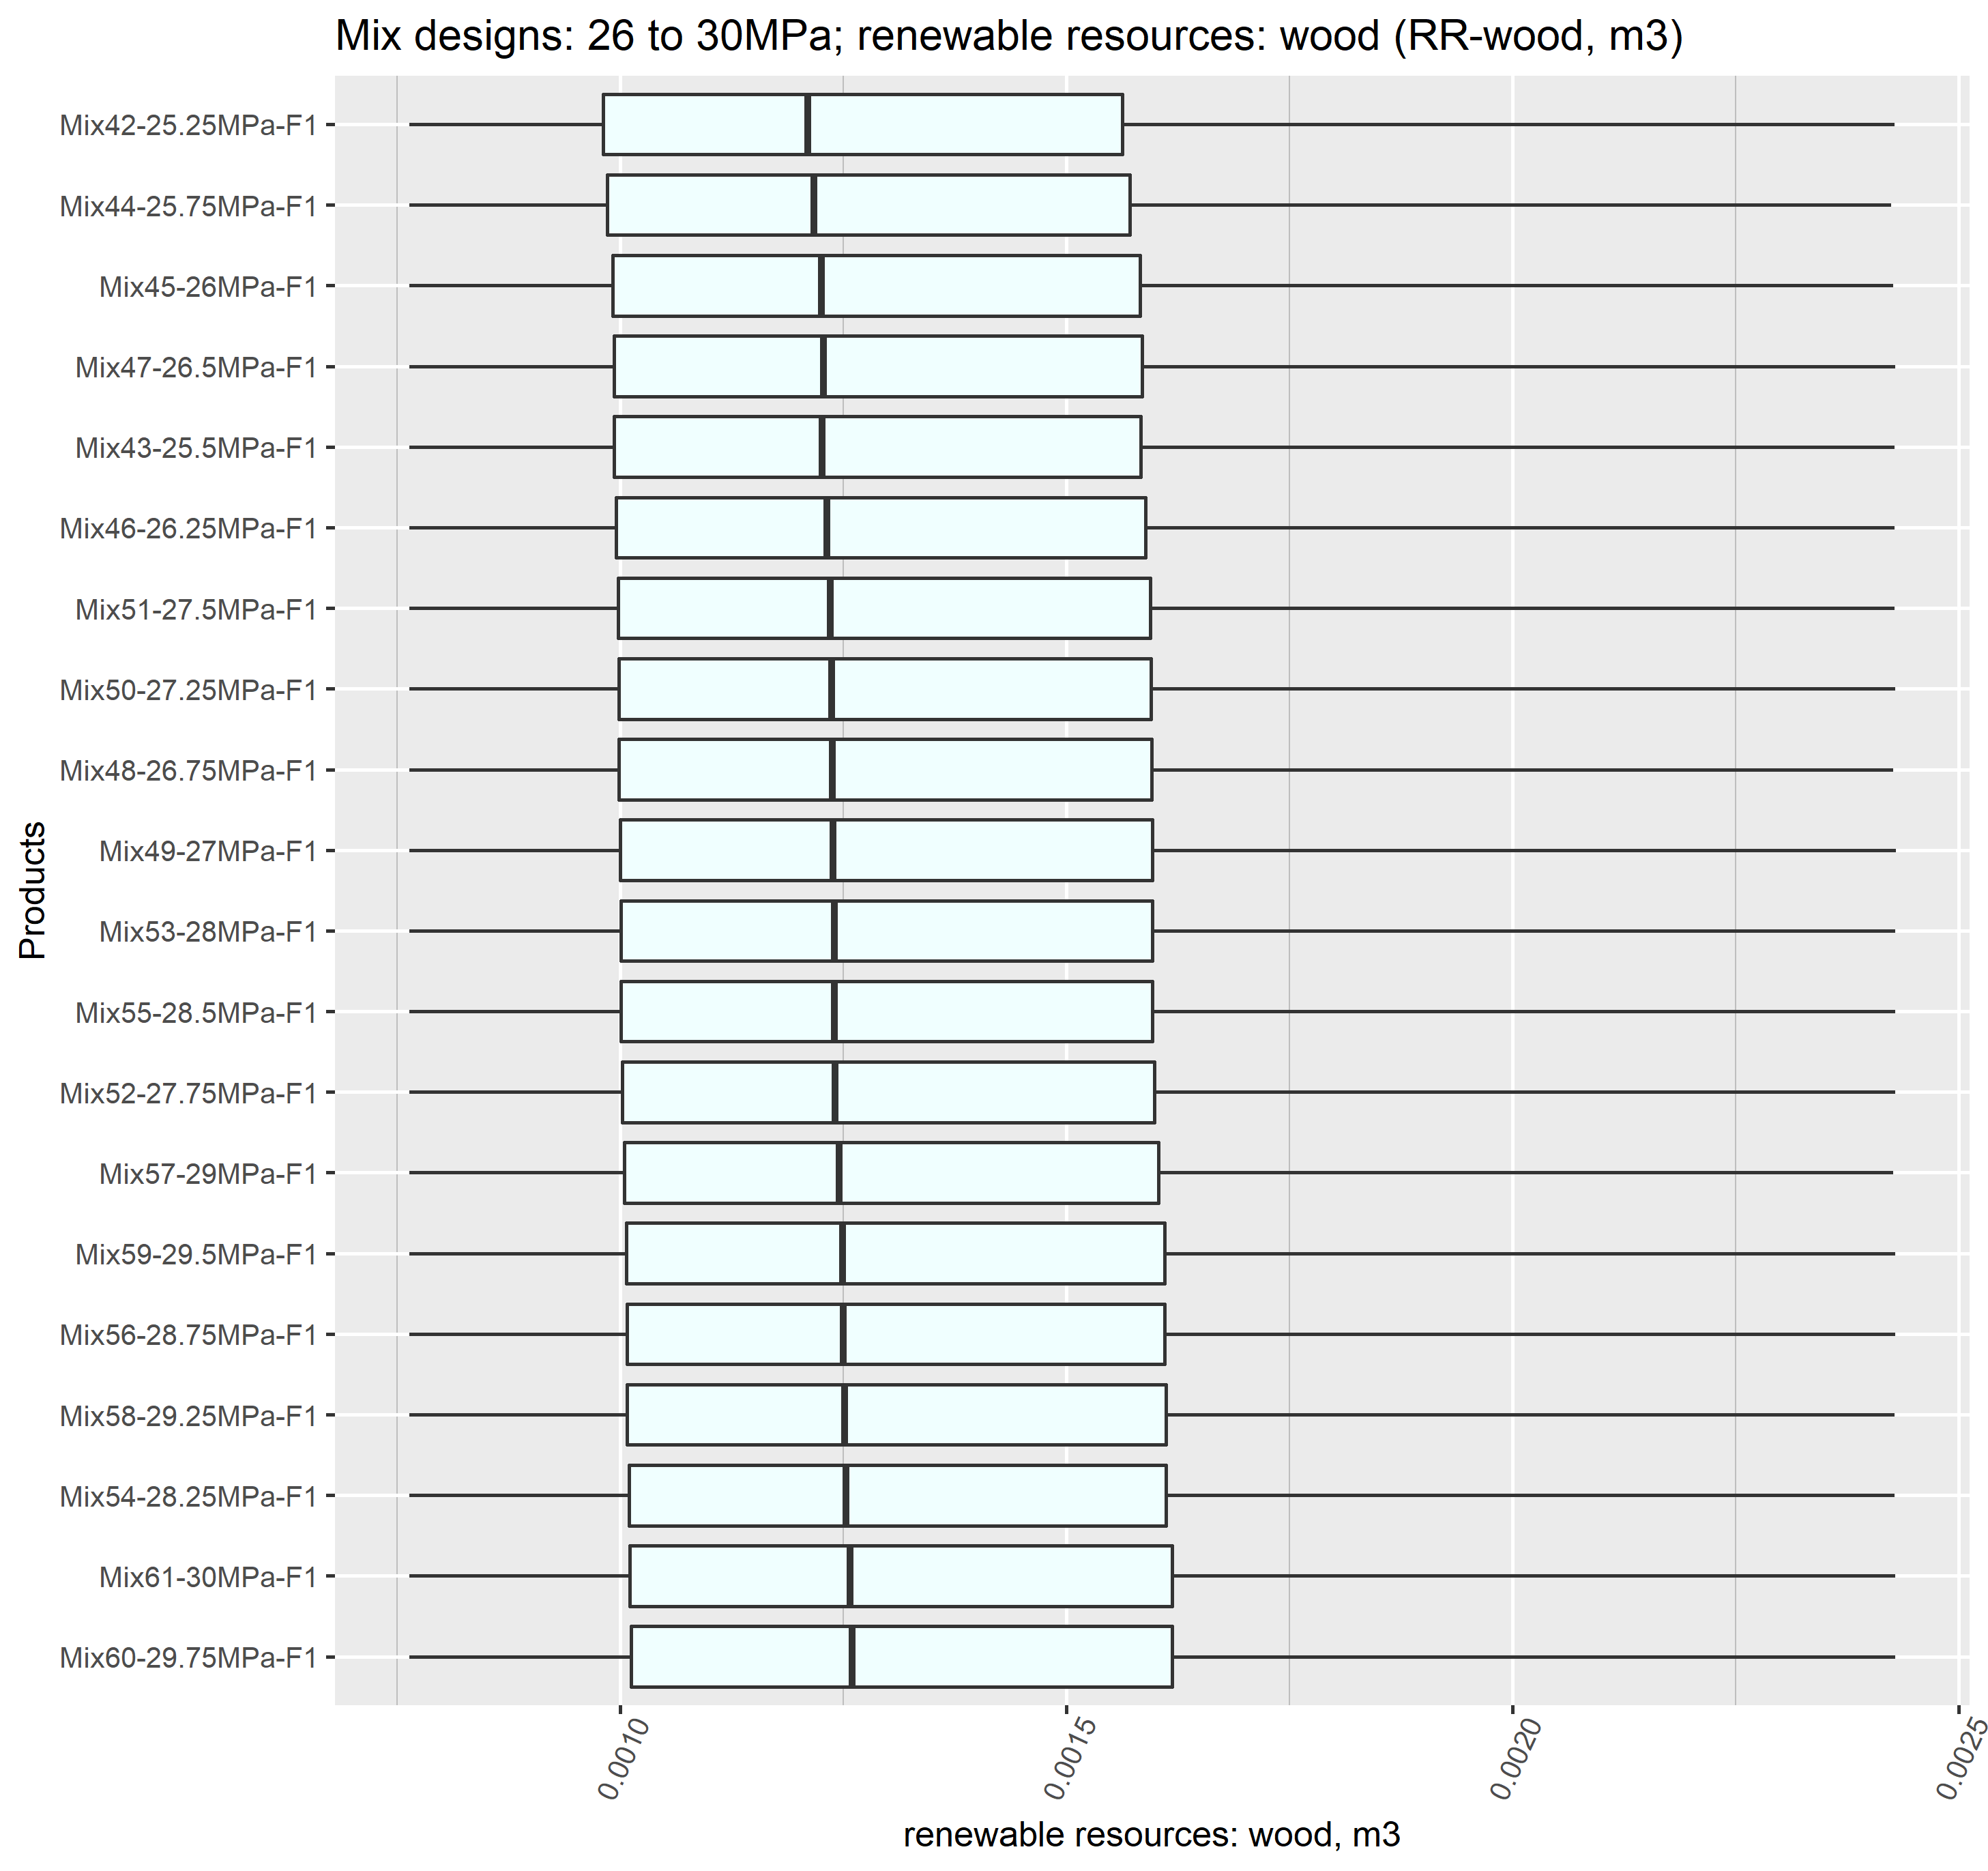 Mix designs: 26 to 30MPa; renewable resources: wood (RR-wood, m3)
Mix42-25.25MPa-F1
Mix44-25.75MPa-F1
Mix45-26MPa-F1
Mix47-26.5MPa-F1
Mix43-25.5MPa-F1
Mix46-26.25MPa-F1
Mix51-27.5MPa-F1
Mix50-27.25MPa-F1
Mix48-26.75MPa-F1
Mix49-27MPa-F1
Mix53-28MPa-F1
Mix55-28.5MPa-F1
Mix52-27.75MPa-F1
Mix57-29MPa-F1
Mix59-29.5MPa-F1
Mix56-28.75MPa-F1
Mix58-29.25MPa-F1
Mix54-28.25MPa-F1
Mix61-30MPa-F1
Mix60-29.75MPa-F1
Products
0.0010
0.0015
0.0020
0.0025
renewable resources: wood, m3